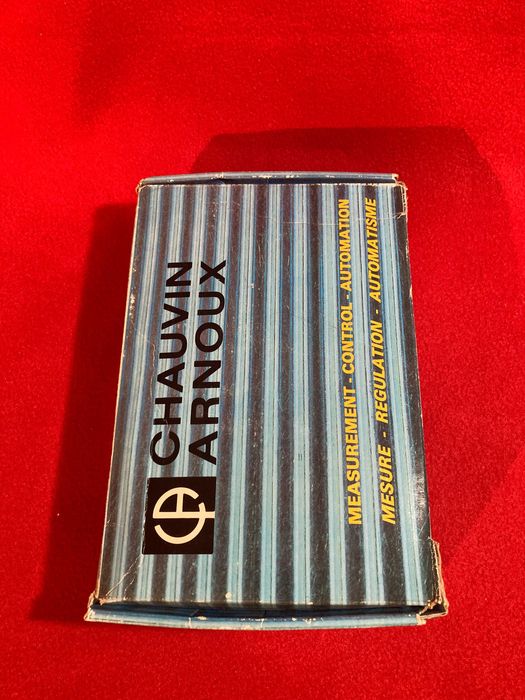 CHAUVIN
ARNOUX
MEASUREMENT - CONTROL - AUTOMATION
MESURE - REGULATION - AUTOMATISME